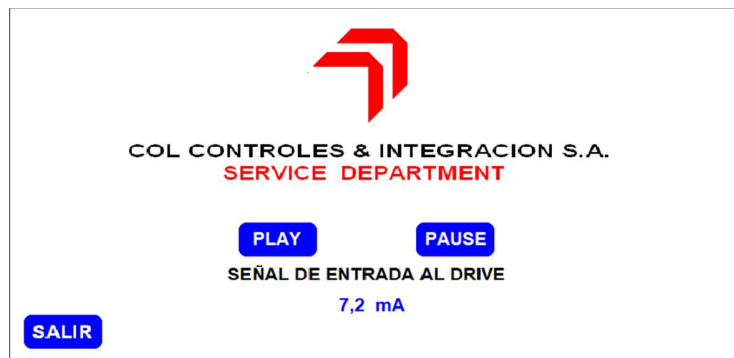 COL CONTROLES & INTEGRACION S.A.
SERVICE DEPARTMENT
PLAY PAUSE
SEÑAL DE ENTRADA AL DRIVE
7,2 mA
SALIR